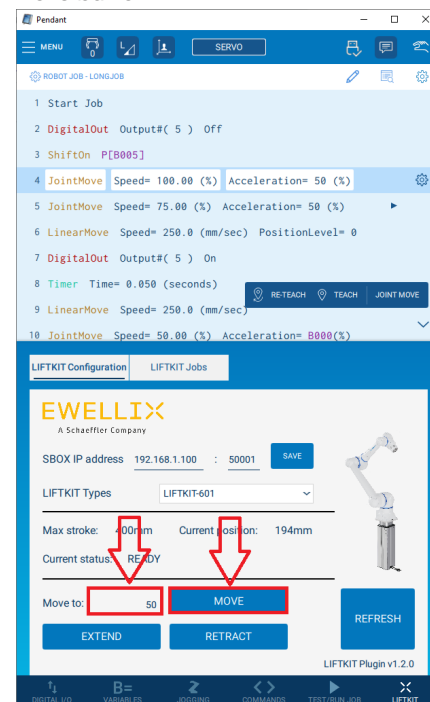 Pendant
MENU SERVO
ROBOT JOB - LONGJOB
1 Start Job
2 DigitalOut Output#( 5 ) Off
3 ShiftOn P[B005]
4 JointMove Speed= 100.00 (%) Acceleration= 50 (%)
5 JointMove Speed= 75.00 (%) Acceleration= 50 (%)
6 LinearMove Speed= 250.0 (mm/sec) PositionLevel= 0
7 DigitalOut Output#( 5 ) On
8 Timer Time= 0.050 (seconds)
RE-TEACH TEACH JOINT MOVE
9 LinearMove Speed= 250.0 (mm/sec)
10 JointMove Speed= 50.00 (%) Acceleration= B000(%)
LIFTKIT Configuration LIFTKIT Jobs
EWELLIX
A Schaeffler Company
SBOX IP address 192.168.1.100 : 50001 SAVE
LIFTKIT Types LIFTKIT-601
Max stroke: 400mm Current position: 194mm
Current status: READY
Move to: 50 MOVE
REFRESH
EXTEND RETRACT
LIFTKIT Plugin v1.2.0
DIGITAL I/O VARIABLES JOGGING COMMANDS TEST/RUN JOB LIFTKIT